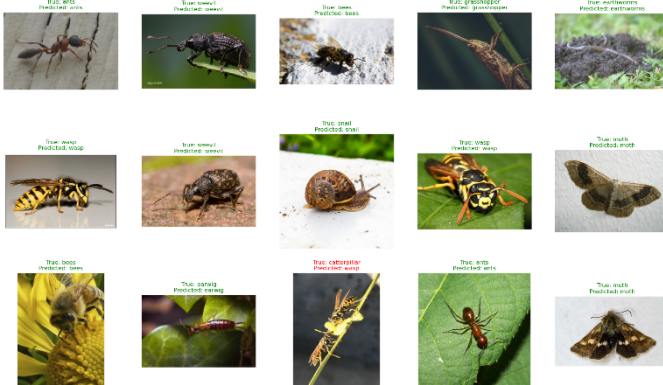 True: ants
Predicted: ants
True: weevil
Predicted: weevil
True: bees
Predicted: bees
True: grasshopper
Predicted: grasshopper
True: earthworms
Predicted: earthworms
True: wasp
Predicted: wasp
True: weevil
Predicted: weevil
True: snail
Predicted: snail
True: wasp
Predicted: wasp
True: moth
Predicted: moth
True: bees
Predicted: bees
True: earwig
Predicted: earwig
True: catterpillar
Predicted: wasp
True: ants
Predicted: ants
True: moth
Predicted: moth